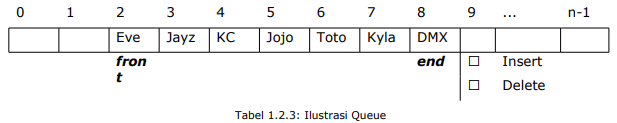 0 1 2 3 4 5 6 7 8 9 ... n-1
Eve Jayz KC Jojo Toto Kyla DMX
fron end □ Insert
t □ Delete
Tabel 1.2.3: Ilustrasi Queue